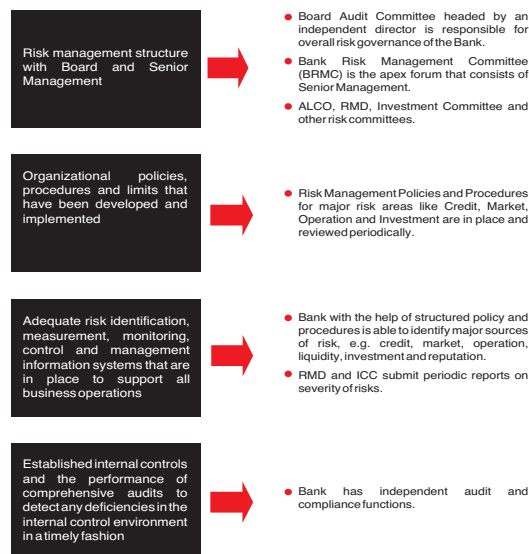 Risk management structure
with Board and Senior
Management
• Board Audit Committee headed by an
independent director is responsible for
overall risk governance of the Bank.
• Bank Risk Management Committee
(BRMC) is the apex forum that consists of
Senior Management.
• ALCO, RMD, Investment Committee and
other risk committees.
Organizational policies,
procedures and limits that
have been developed and
implemented
• Risk Management Policies and Procedures
for major risk areas like Credit, Market,
Operation and Investment are in place and
reviewed periodically.
Adequate risk identification,
measurement, monitoring,
control and management
information systems that are
in place to support all
business operations
• Bank with the help of structured policy and
procedures is able to identify major sources
of risk, e.g. credit, market, operation,
liquidity, investment and reputation.
• RMD and ICC submit periodic reports on
severity of risks.
Established internal controls
and the performance of
comprehensive audits to
detect any deficiencies in the
internal control environment
in a timely fashion
• Bank has independent audit and
compliance functions.